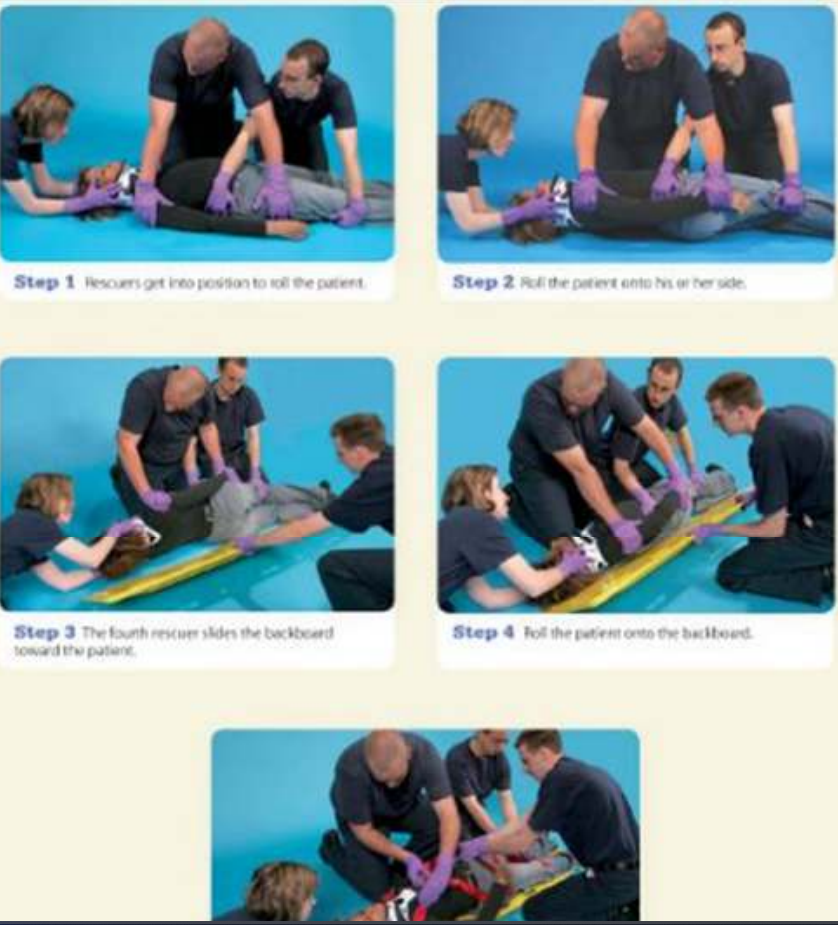 Step 1 Rescuers get into position to roll the patient.
Step 2 Roll the patient onto his or her side.
Step 3 The fourth rescuer slides the backboard
toward the patient.
Step 4 Roll the patient onto the backboard.